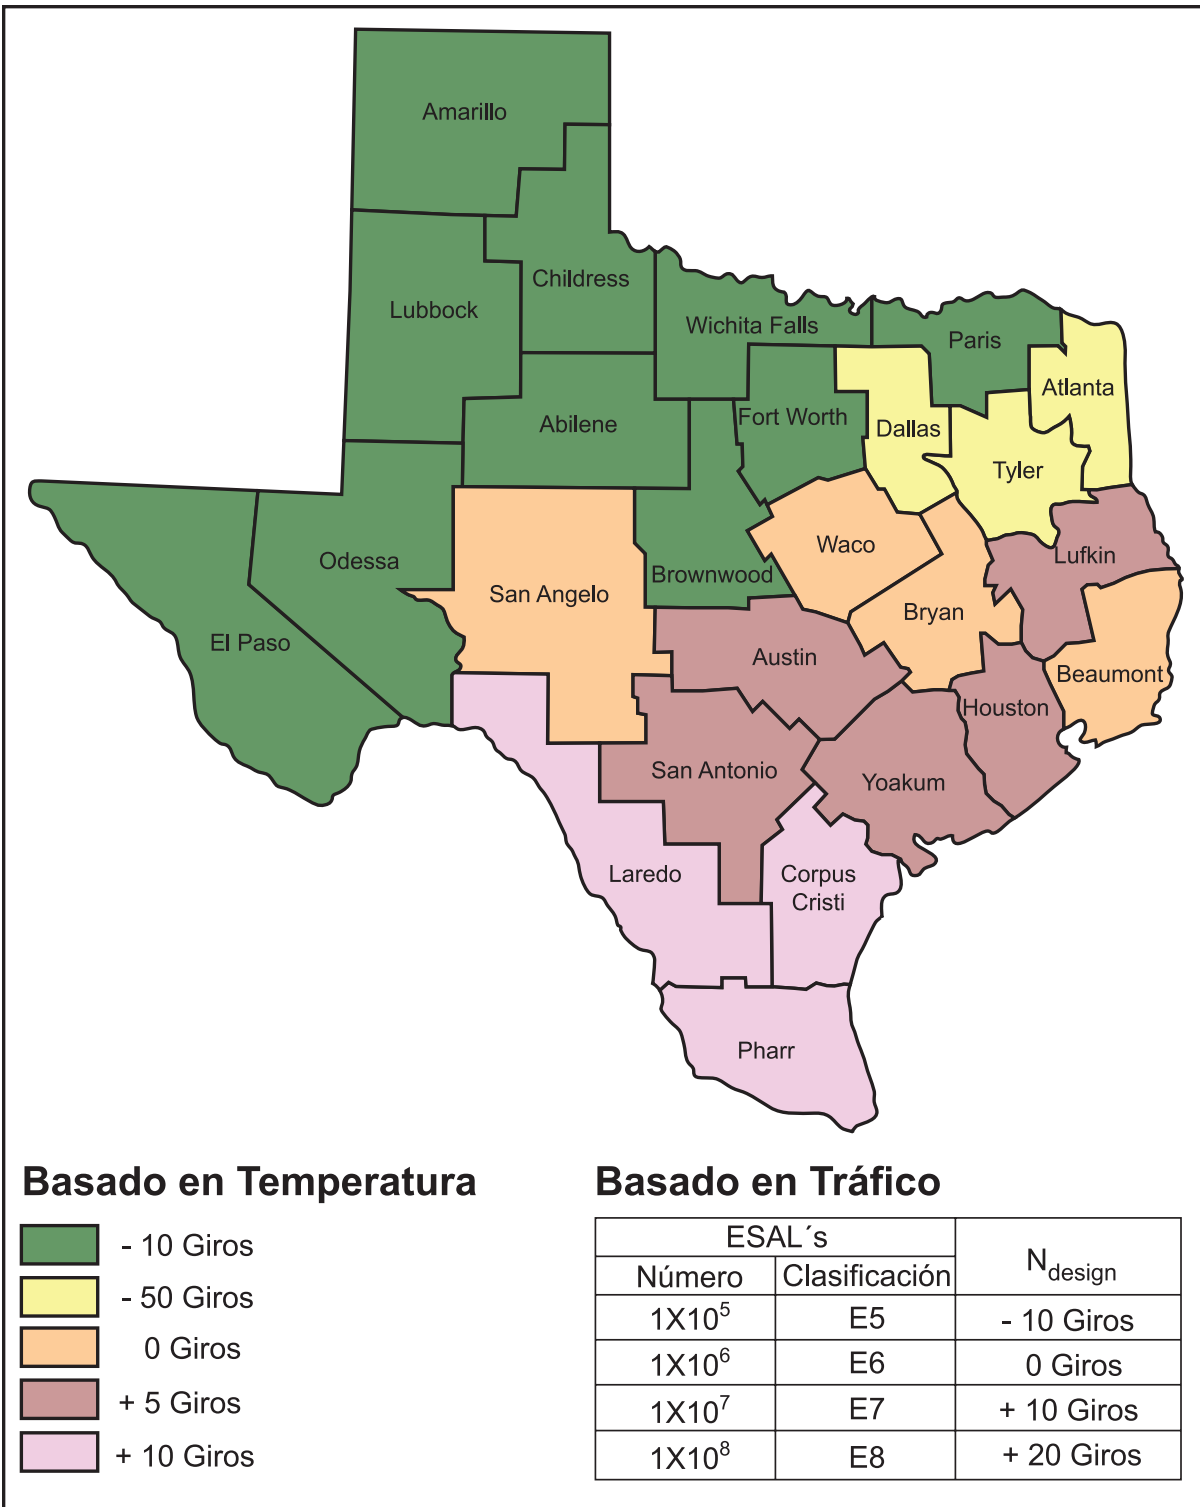 Amarillo
Childress
Lubbock
Wichita Falls
Paris
Atlanta
Fort Worth
Abilene
Dallas
Tyler
Waco
Lufkin
Odessa
Brownwood
San Angelo
Bryan
El Paso
Austin
Beaumont
Houston
San Antonio
Yoakum
Laredo
Corpus
Cristi
Pharr
Basado en Temperatura
- 10 Giros
- 50 Giros
0 Giros
+ 5 Giros
+ 10 Giros
Basado en Tráfico
ESAL´s N_design
Número Clasificación
1X10^5 E5 - 10 Giros
1X10^6 E6 0 Giros
1X10^7 E7 + 10 Giros
1X10^8 E8 + 20 Giros